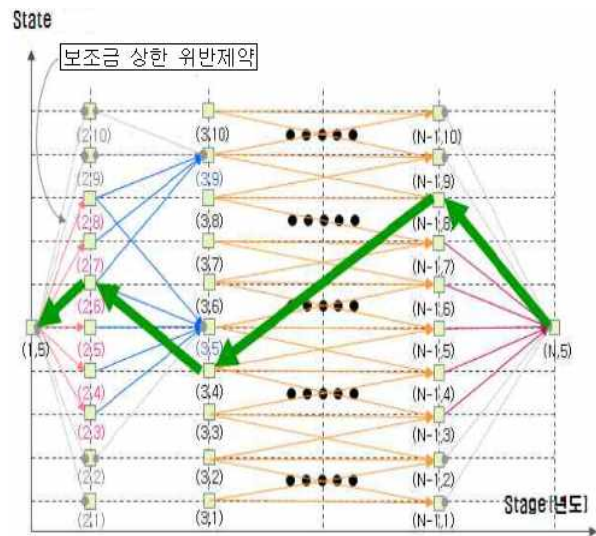 State
보조금 상한 위반제약
(2,10) (3,10) (N-1,10)
(2,9) (3,9) (N-1,9)
(2,8) (3,8) (N-1,8)
(2,7) (3,7) (N-1,7)
(2,6) (3,6) (N-1,6)
(1,5) (2,5) (3,5) (N-1,5) (N,5)
(2,4) (3,4) (N-1,4)
(2,3) (3,3) (N-1,3)
(2,2) (3,2) (N-1,2)
(2,1) (3,1) (N-1,1)
Stage(년도)